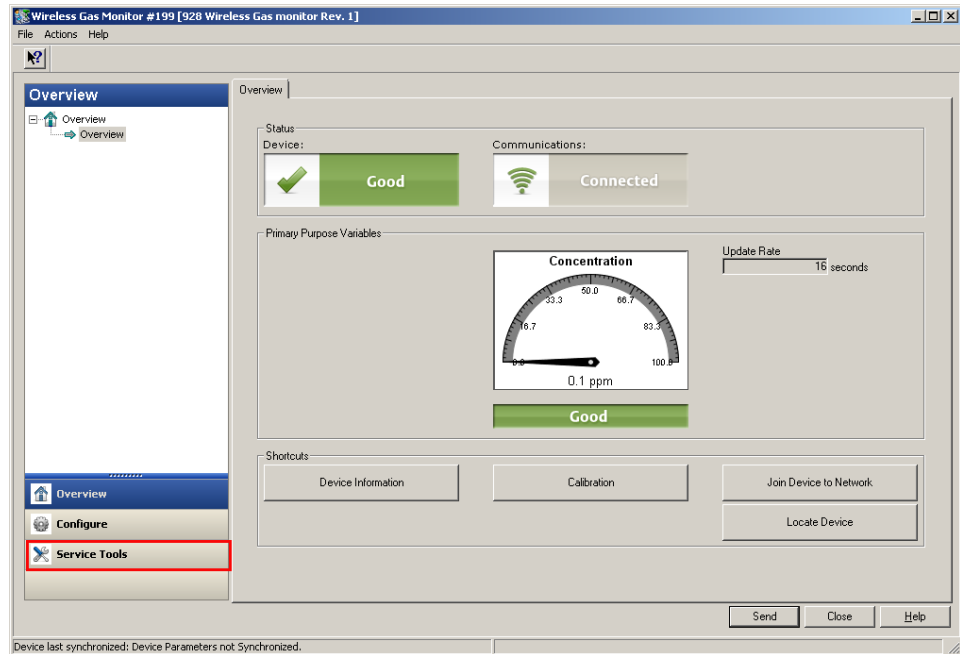 Wireless Gas Monitor #199 [928 Wireless Gas monitor Rev. 1]
File Actions Help
Overview
Overview
Overview
Overview
Configure
Service Tools
Overview
Status
Device:
Good
Communications:
Connected
Primary Purpose Variables
Concentration
0.0
16.7
33.3
50.0
66.7
83.3
100.0
0.1 ppm
Good
Update Rate
16 seconds
Shortcuts
Device Information
Calibration
Join Device to Network
Locate Device
Send
Close
Help
Device last synchronized: Device Parameters not Synchronized.